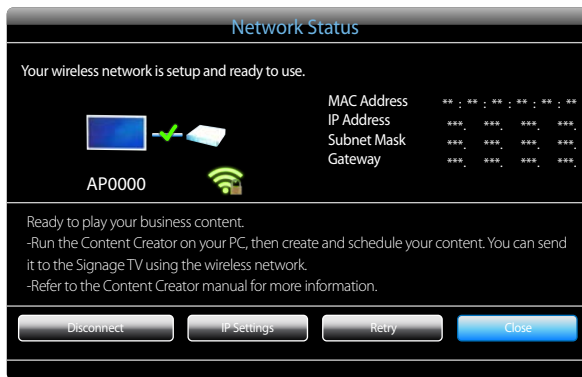 Network Status
Your wireless network is setup and ready to use.
MAC Address ** : ** : ** : ** : ** : **
IP Address ***. ***. ***. ***.
Subnet Mask ***. ***. ***. ***.
Gateway ***. ***. ***. ***.
AP0000
Ready to play your business content.
-Run the Content Creator on your PC, then create and schedule your content. You can send
it to the Signage TV using the wireless network.
-Refer to the Content Creator manual for more information.
Disconnect
IP Settings
Retry
Close